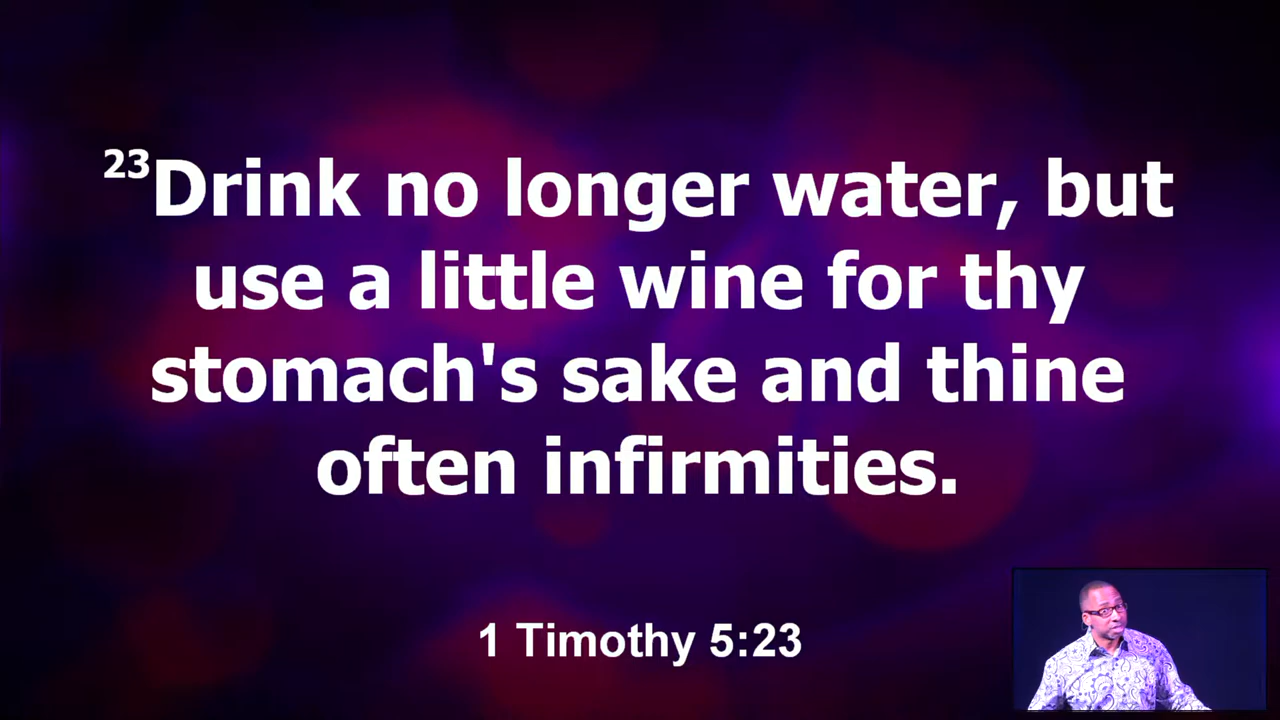 23Drink no longer water, but
use a little wine for thy
stomach's sake and thine
often infirmities.
1 Timothy 5:23